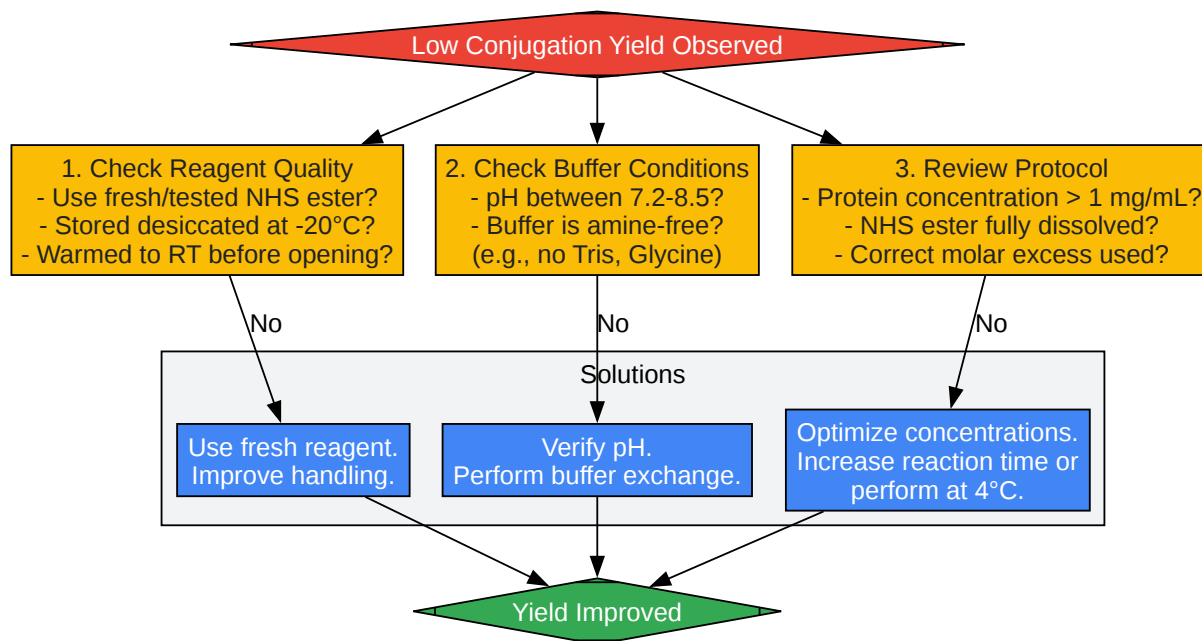 Low Conjugation Yield Observed
1. Check Reagent Quality
- Use fresh/tested NHS ester?
- Stored desiccated at -20°C?
- Warmed to RT before opening?
2. Check Buffer Conditions
- pH between 7.2-8.5?
- Buffer is amine-free?
(e.g., no Tris, Glycine)
3. Review Protocol
- Protein concentration > 1 mg/mL?
- NHS ester fully dissolved?
- Correct molar excess used?
No
No
No
Solutions
Use fresh reagent.
Improve handling.
Verify pH.
Perform buffer exchange.
Optimize concentrations.
Increase reaction time or
perform at 4°C.
Yield Improved